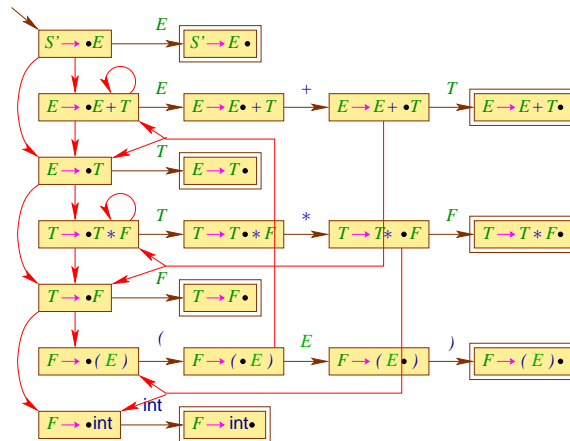 E
S' → •E S' → E•
E + E T
E → •E + T E → E• + T E → E + •T E → E + T•
T
E → •T E → T•
T * F
T → •T * F T → T• * F T → T * •F T → T * F•
F
T → •F T → F•
( E )
F → •( E ) F → (•E ) F → ( E•) F → ( E )•
int
F → •int F → int•